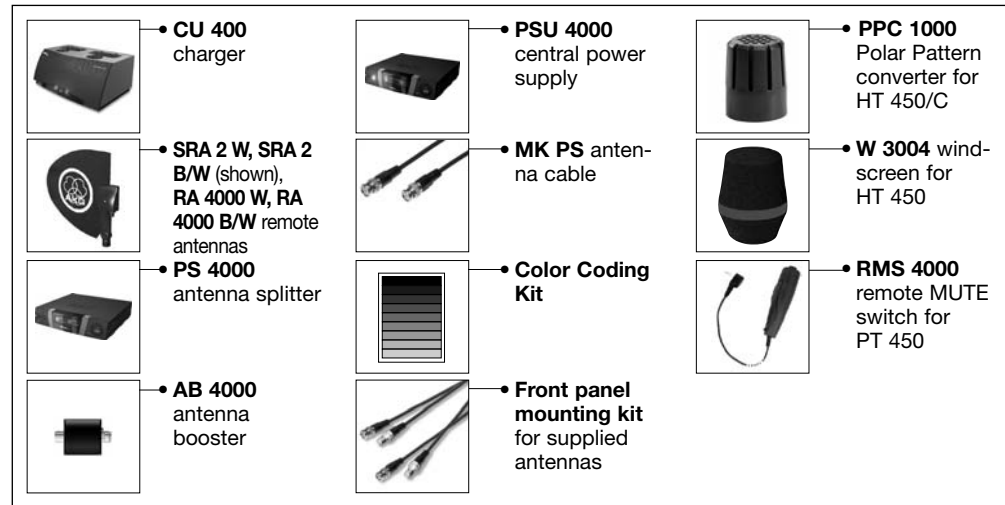 • CU 400
charger
• SRA 2 W, SRA 2
B/W (shown),
RA 4000 W, RA
4000 B/W remote
antennas
• PS 4000
antenna splitter
• AB 4000
antenna
booster
• PSU 4000
central power
supply
• MK PS anten-
na cable
• Color Coding
Kit
• Front panel
mounting kit
for supplied
antennas
• PPC 1000
Polar Pattern
converter for
HT 450/C
• W 3004 wind-
screen for
HT 450
• RMS 4000
remote MUTE
switch for
PT 450
AKG